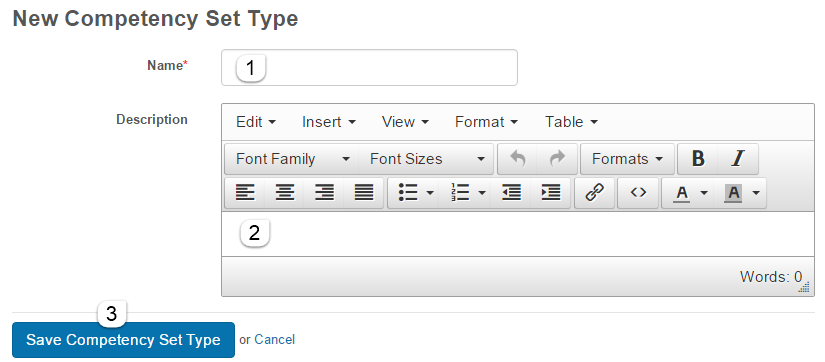 New Competency Set Type
Name*
1
Description
Edit Insert View Format Table
Font Family Font Sizes Formats B I
A A
2
Words: 0
3
Save Competency Set Type or Cancel